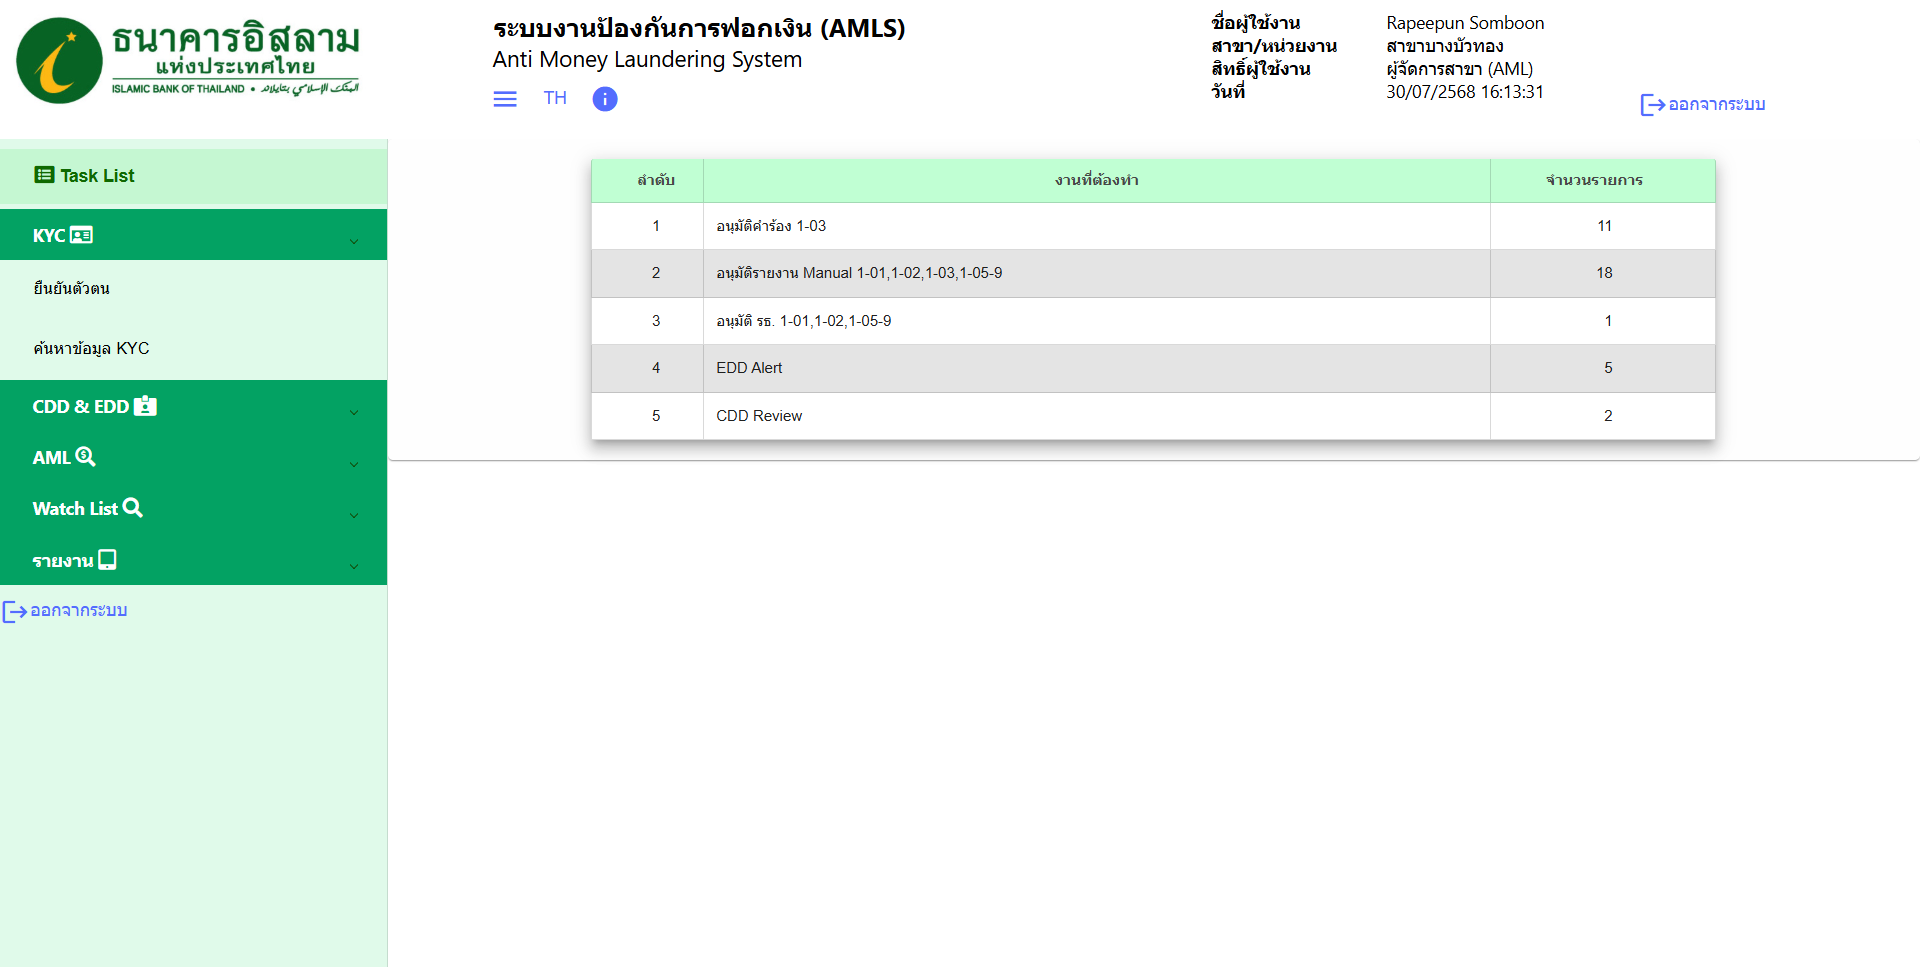 ธนาคารอิสลาม
แห่งประเทศไทย
ISLAMIC BANK OF THAILAND •
ระบบงานป้องกันการฟอกเงิน (AMLS)
Anti Money Laundering System
TH
ชื่อผู้ใช้งาน Rapeepun Somboon
สาขา/หน่วยงาน สาขาบางบัวทอง
สิทธิ์ผู้ใช้งาน ผู้จัดการสาขา (AML)
วันที่ 30/07/2568 16:13:31
ออกจากระบบ
Task List
KYC
ยืนยันตัวตน
ค้นหาข้อมูล KYC
CDD & EDD
AML
Watch List
รายงาน
ออกจากระบบ
ลำดับ งานที่ต้องทำ จำนวนรายการ
1 อนุมัติคำร้อง 1-03 11
2 อนุมัติรายงาน Manual 1-01,1-02,1-03,1-05-9 18
3 อนุมัติ รธ. 1-01,1-02,1-05-9 1
4 EDD Alert 5
5 CDD Review 2